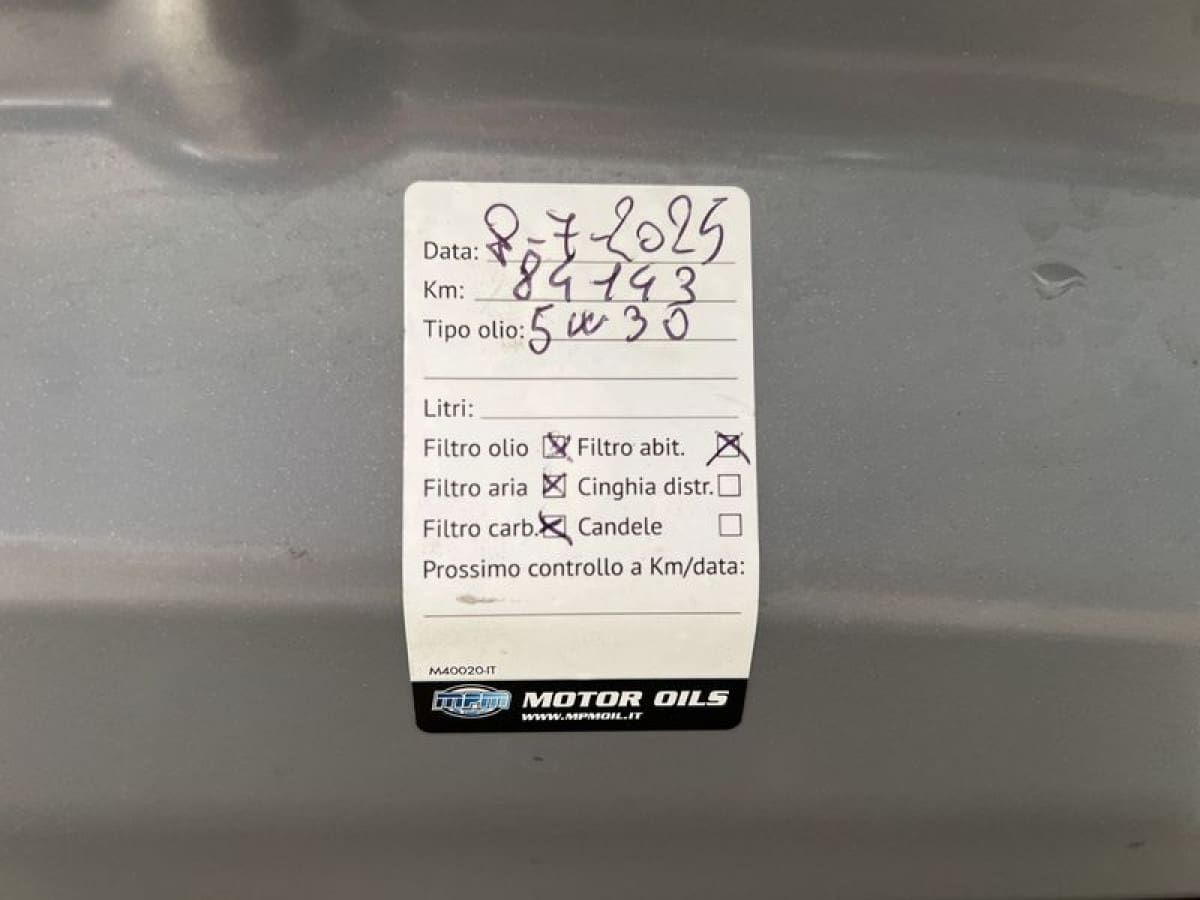 Data: 8-7-2025
Km: 84143
Tipo olio: 5w30
Litri:
Filtro olio ☒ Filtro abit. ☒
Filtro aria ☒ Cinghia distr. ☐
Filtro carb. ☒ Candele ☐
Prossimo controllo a Km/data:
M40020-IT
MPM MOTOR OILS
WWW.MPMOIL.IT